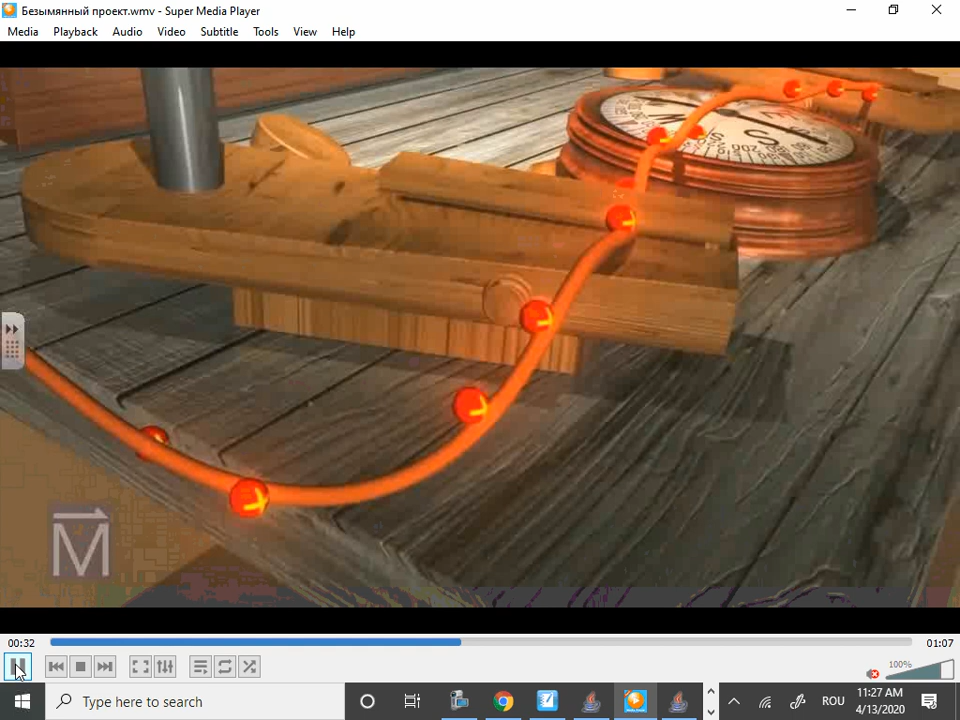 Безымянный проект.wmv - Super Media Player
Media Playback Audio Video Subtitle Tools View Help
S
M
00:32
01:07
100%
Type here to search
ROU
11:27 AM
4/13/2020